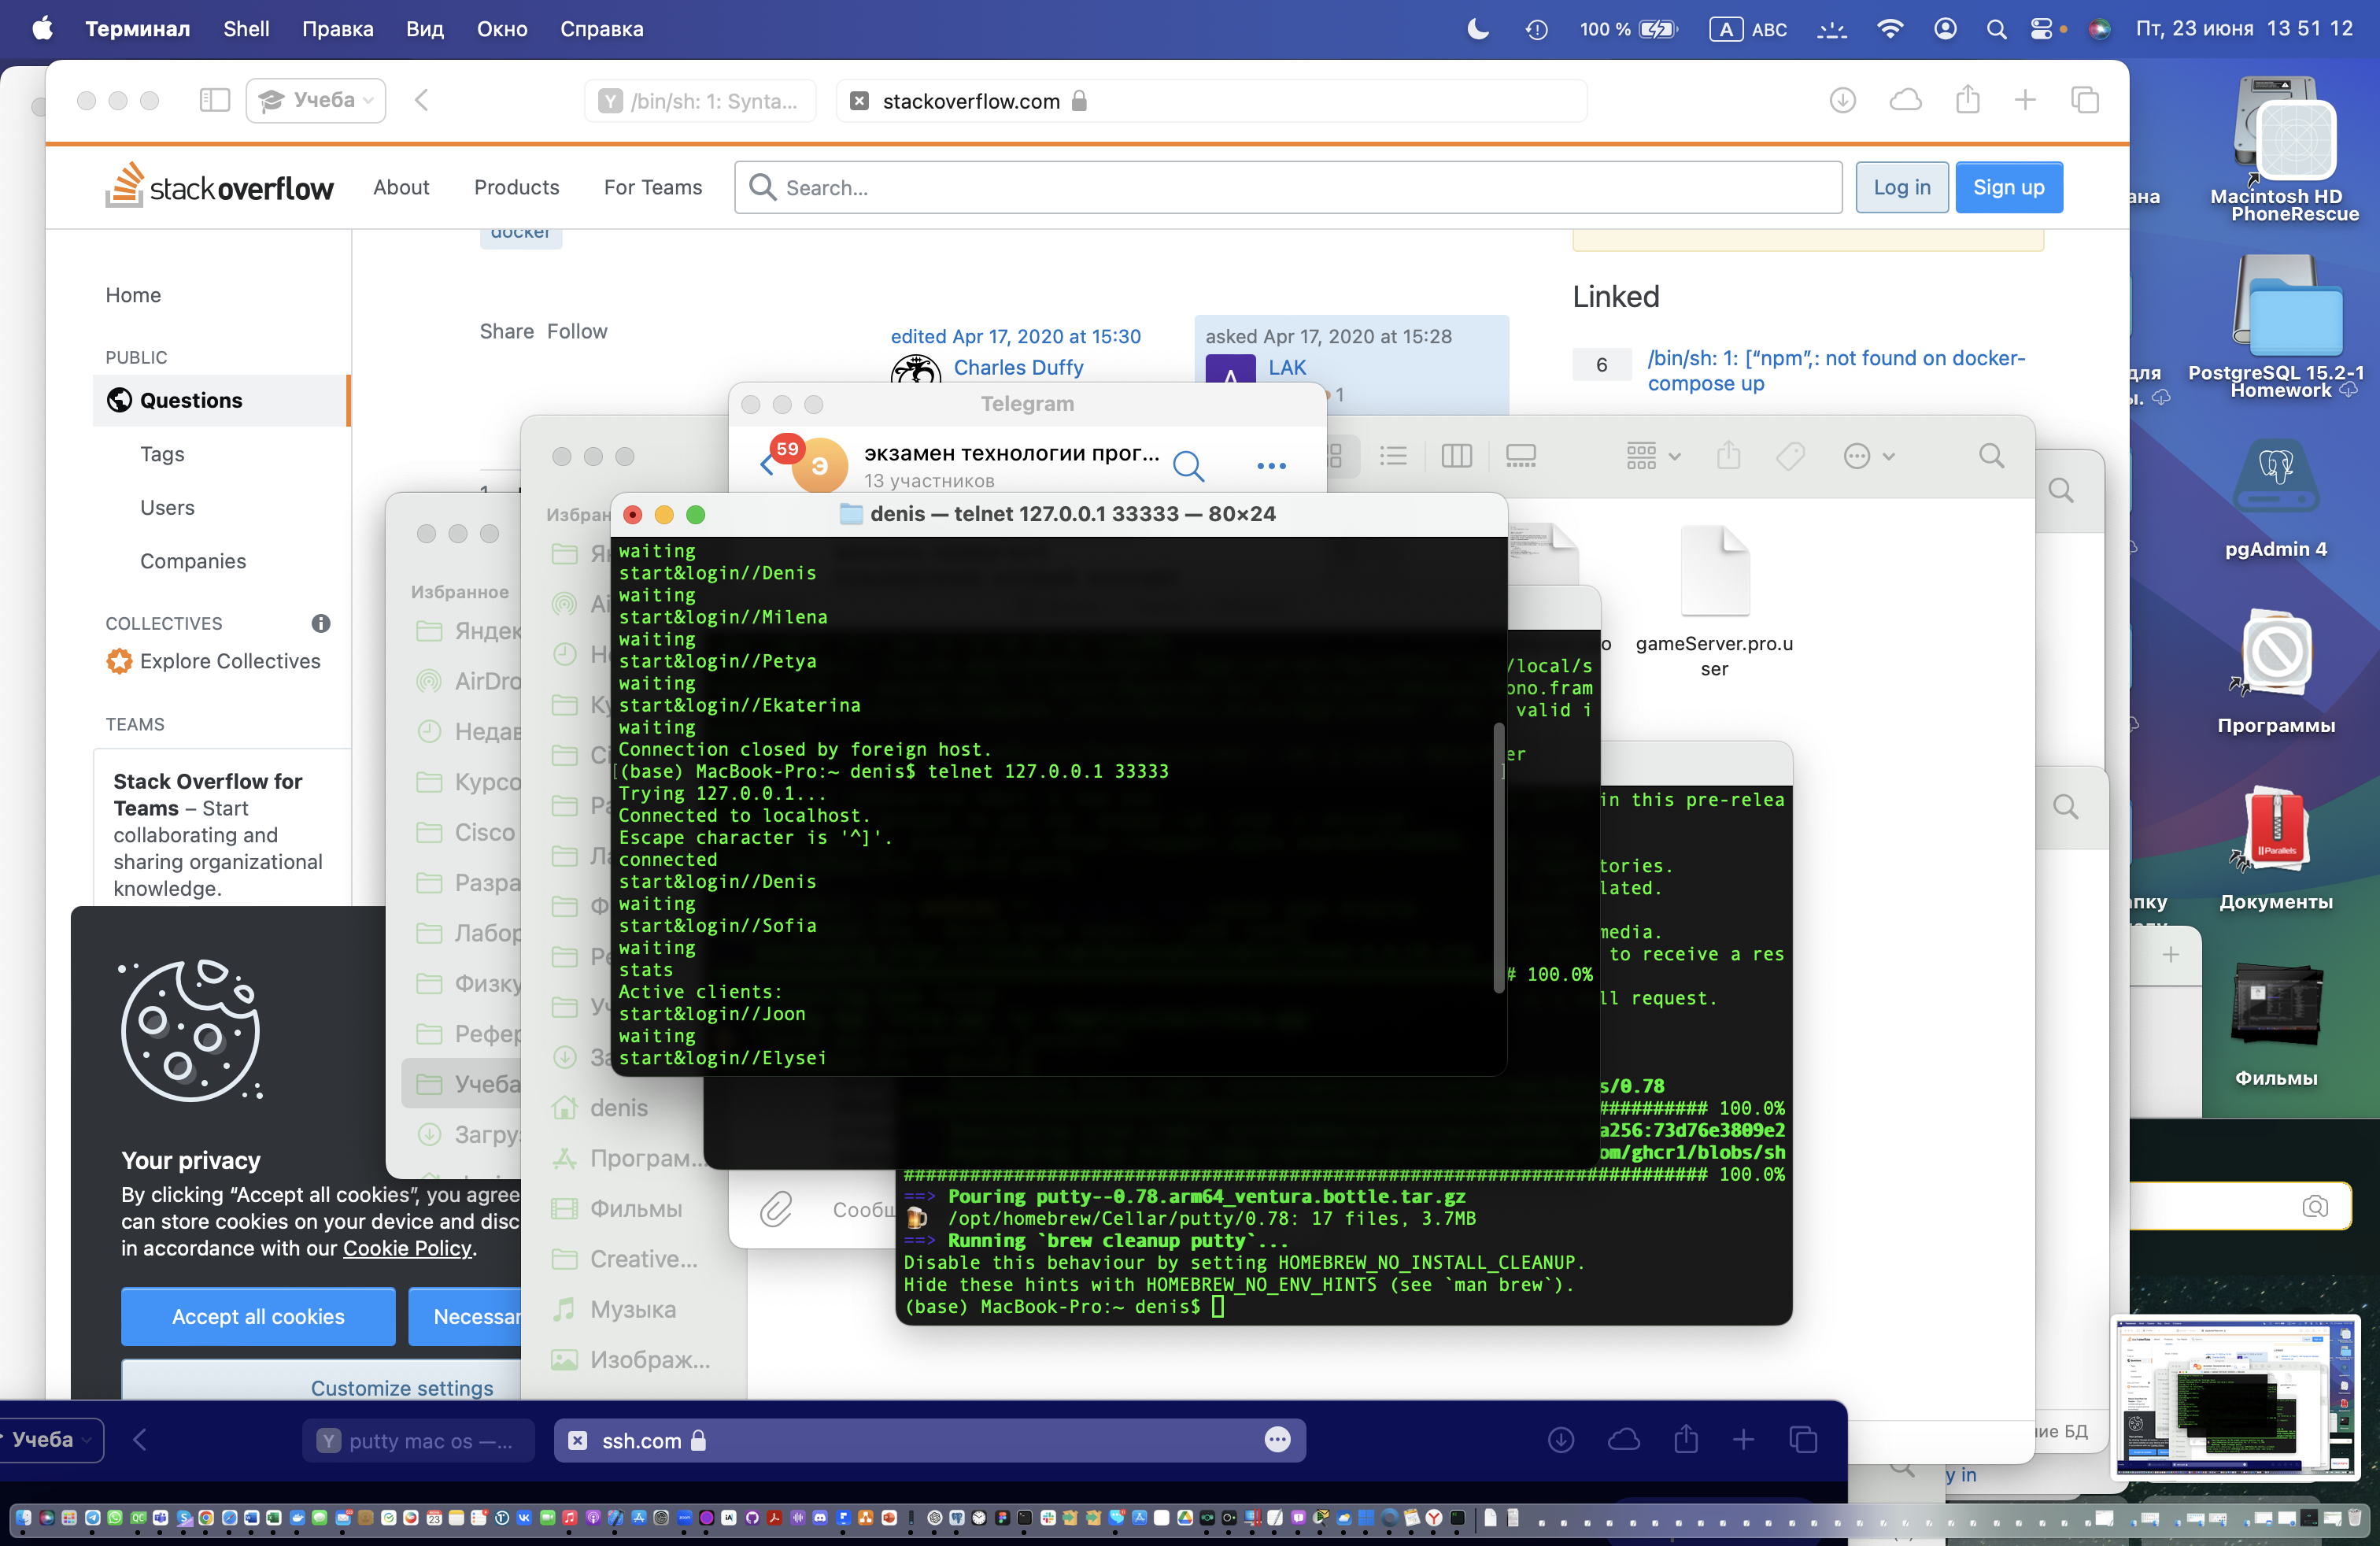 Терминал Shell Правка Вид Окно Справка 100 % A ABC Пт, 23 июня 13 51 12
Учеба
Y /bin/sh: 1: Synta...
stackoverflow.com
stackoverflow About Products For Teams Search... Log in Sign up
docker
Home
PUBLIC
Questions
Tags
Users
Companies
COLLECTIVES
Explore Collectives
TEAMS
Stack Overflow for
Teams – Start
collaborating and
sharing organizational
knowledge.
Share Follow
edited Apr 17, 2020 at 15:30
Charles Duffy
asked Apr 17, 2020 at 15:28
LAK
1
Linked
6 /bin/sh: 1: [“npm”,: not found on docker-
compose up
Your privacy
By clicking “Accept all cookies”, you agree
can store cookies on your device and disc
in accordance with our Cookie Policy.
Accept all cookies
Necessar
Customize settings
Telegram
59
Э
экзамен технологии прог...
13 участников
Сообщ
Избранное
Яндек
AirDro
Недав
Курсо
Cisco
Разра
Лабор
Физку
Рефер
Учеба
Загруз
Избран
denis
Програм...
Фильмы
Creative...
Музыка
Изображ...
gameServer.pro.u
ser
denis — telnet 127.0.0.1 33333 — 80×24
waiting
start&login//Denis
waiting
start&login//Milena
waiting
start&login//Petya
waiting
start&login//Ekaterina
waiting
Connection closed by foreign host.
[(base) MacBook-Pro:~ denis$ telnet 127.0.0.1 33333 ]
Trying 127.0.0.1...
Connected to localhost.
Escape character is '^]'.
connected
start&login//Denis
waiting
start&login//Sofia
waiting
stats
Active clients:
start&login//Joon
waiting
start&login//Elysei
/local/s
ono.fram
valid i
er
# 100.0%
in this pre-relea
tories.
lated.
media.
to receive a res
ll request.
s/0.78
########## 100.0%
a256:73d76e3809e2
om/ghcr1/blobs/sh
######################################################################## 100.0%
==> Pouring putty--0.78.arm64_ventura.bottle.tar.gz
/opt/homebrew/Cellar/putty/0.78: 17 files, 3.7MB
==> Running `brew cleanup putty`...
Disable this behaviour by setting HOMEBREW_NO_INSTALL_CLEANUP.
Hide these hints with HOMEBREW_NO_ENV_HINTS (see `man brew`).
(base) MacBook-Pro:~ denis$
Учеба
Y putty mac os —...
ssh.com
ние БД
y in
Macintosh HD
PhoneRescue
PostgreSQL 15.2-1
Homework
pgAdmin 4
Программы
Parallels
Документы
Фильмы
ана
для
апку